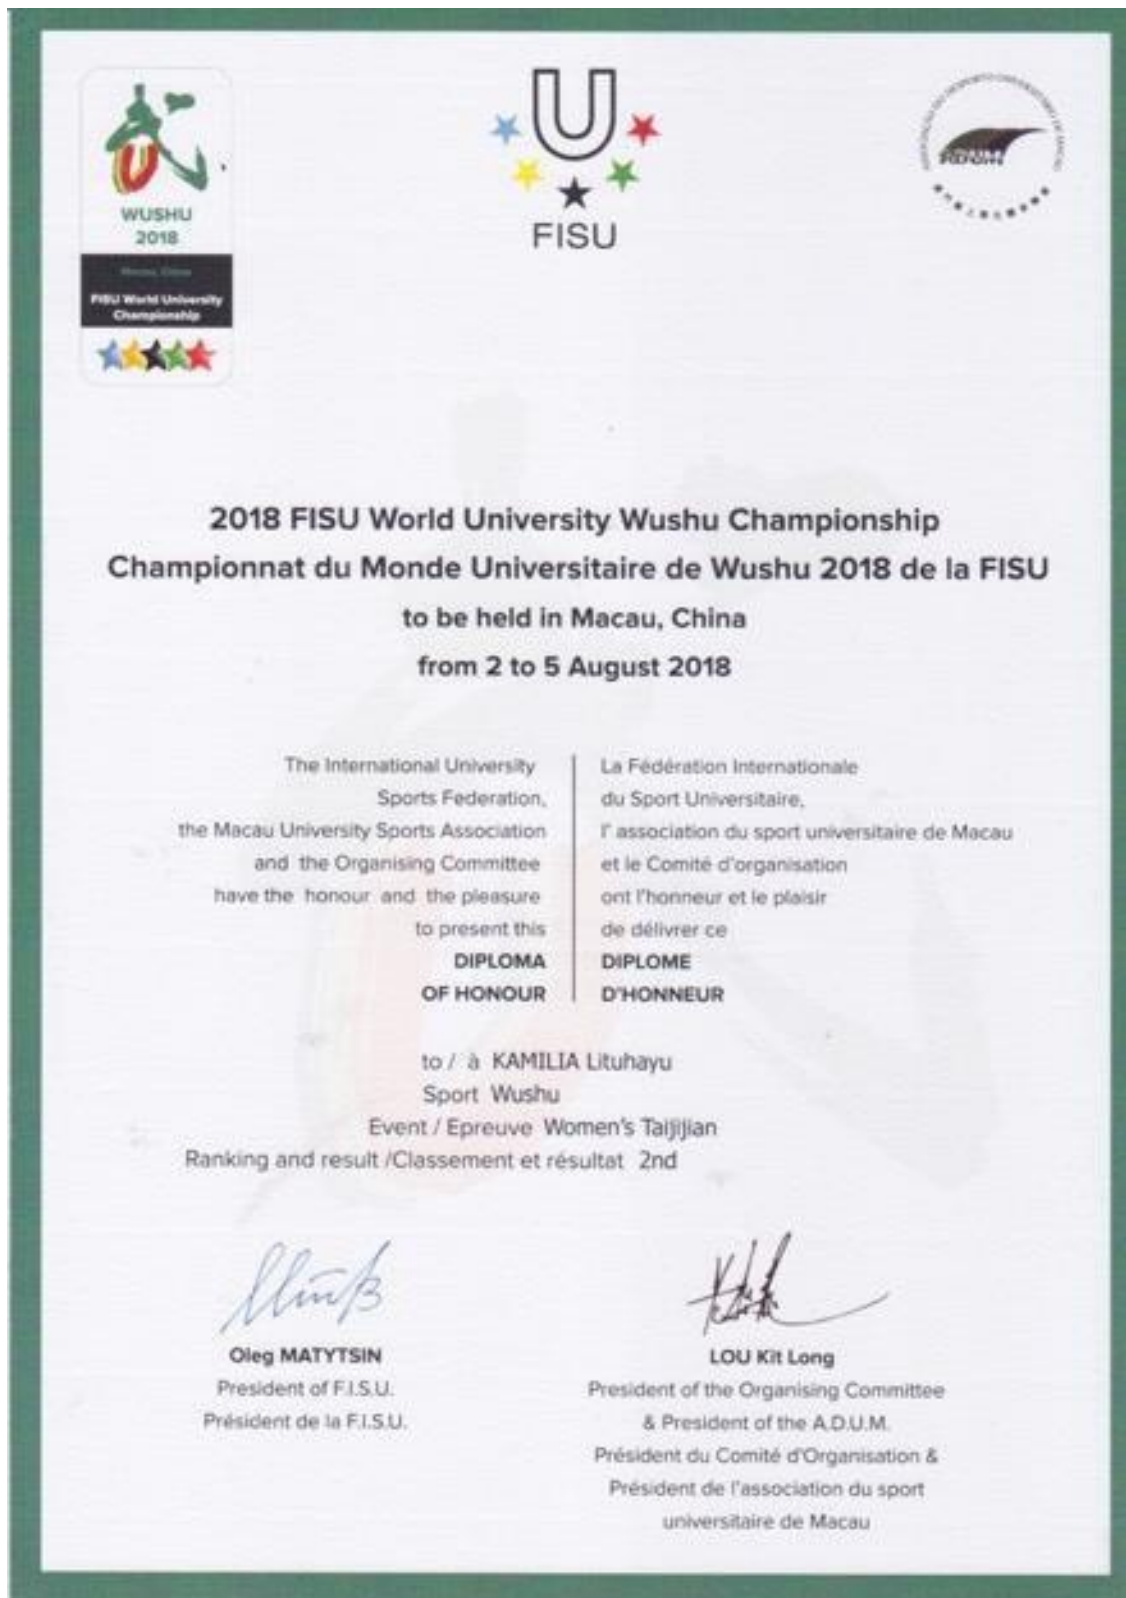 WUSHU
2018
Macau, China
FISU World University
Championship
U
FISU
2018 FISU World University Wushu Championship
Championnat du Monde Universitaire de Wushu 2018 de la FISU
to be held in Macau, China
from 2 to 5 August 2018
The International University
Sports Federation,
the Macau University Sports Association
and the Organising Committee
have the honour and the pleasure
to present this
DIPLOMA
OF HONOUR
La Fédération Internationale
du Sport Universitaire,
l' association du sport universitaire de Macau
et le Comité d'organisation
ont l'honneur et le plaisir
de délivrer ce
DIPLOME
D'HONNEUR
to / à KAMILIA Lituhayu
Sport Wushu
Event / Epreuve Women's Taijijian
Ranking and result /Classement et résultat 2nd
Oleg MATYTSIN
President of F.I.S.U.
Président de la F.I.S.U.
LOU Kit Long
President of the Organising Committee
& President of the A.D.U.M.
Président du Comité d'Organisation &
Président de l'association du sport
universitaire de Macau